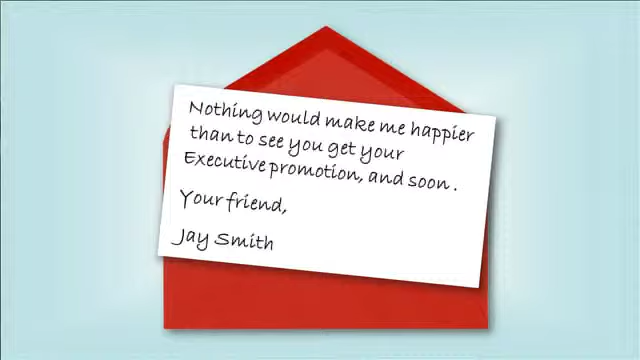 Nothing would make me happier
than to see you get your
Executive promotion, and soon .
Your friend,
Jay Smith